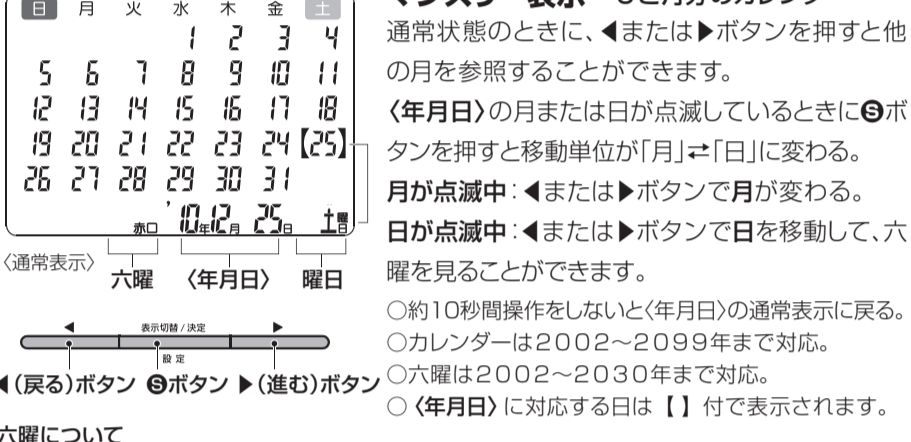 日 月 火 水 木 金 土
1 2 3 4
5 6 7 8 9 10 11
12 13 14 15 16 17 18
19 20 21 22 23 24【25】
26 27 28 29 30 31
赤口 '10年12月 25日 土曜日
〈通常表示〉
六曜 〈年月日〉 曜日
◀ 表示切替 / 決定 ▶
設 定
(戻る)ボタン Ⓢボタン ▶(進む)ボタン
六曜について
通常状態のときに、◀または▶ボタンを押すと他
の月を参照することができます。
〈年月日〉の月または日が点滅しているときにⓈボ
タンを押すと移動単位が「月」⇄「日」に変わる。
月が点滅中:◀または▶ボタンで月が変わる。
日が点滅中:◀または▶ボタンで日を移動して、六
曜を見ることができます。
○約10秒間操作をしないと〈年月日〉の通常表示に戻る。
○カレンダーは2002〜2099年まで対応。
○六曜は2002〜2030年まで対応。
○〈年月日〉に対応する日は【 】付で表示されます。